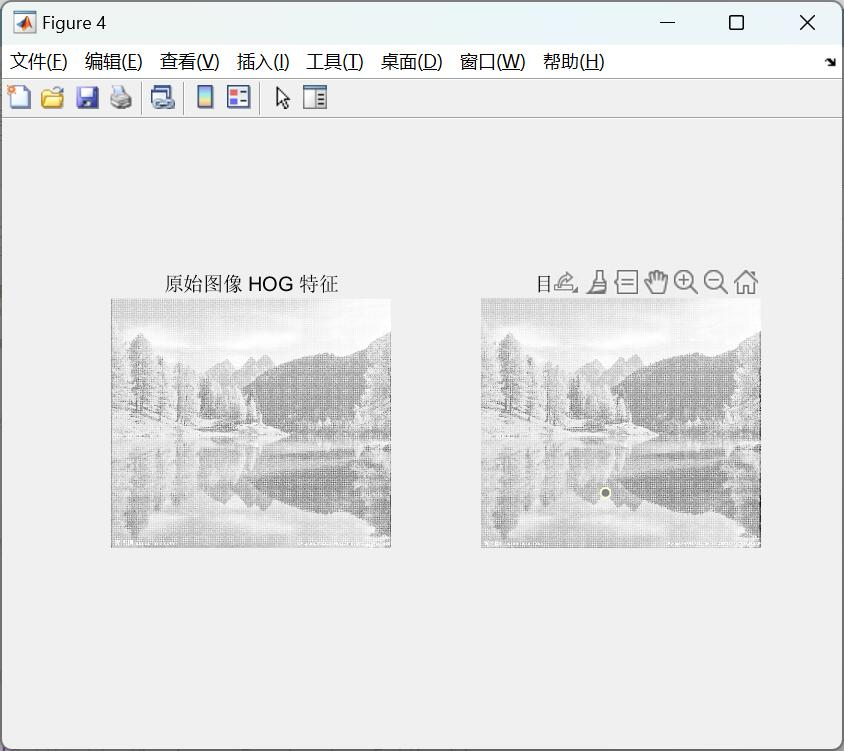 Figure 4
文件(F) 编辑(E) 查看(V) 插入(I) 工具(T) 桌面(D) 窗口(W) 帮助(H)
原始图像 HOG 特征
目